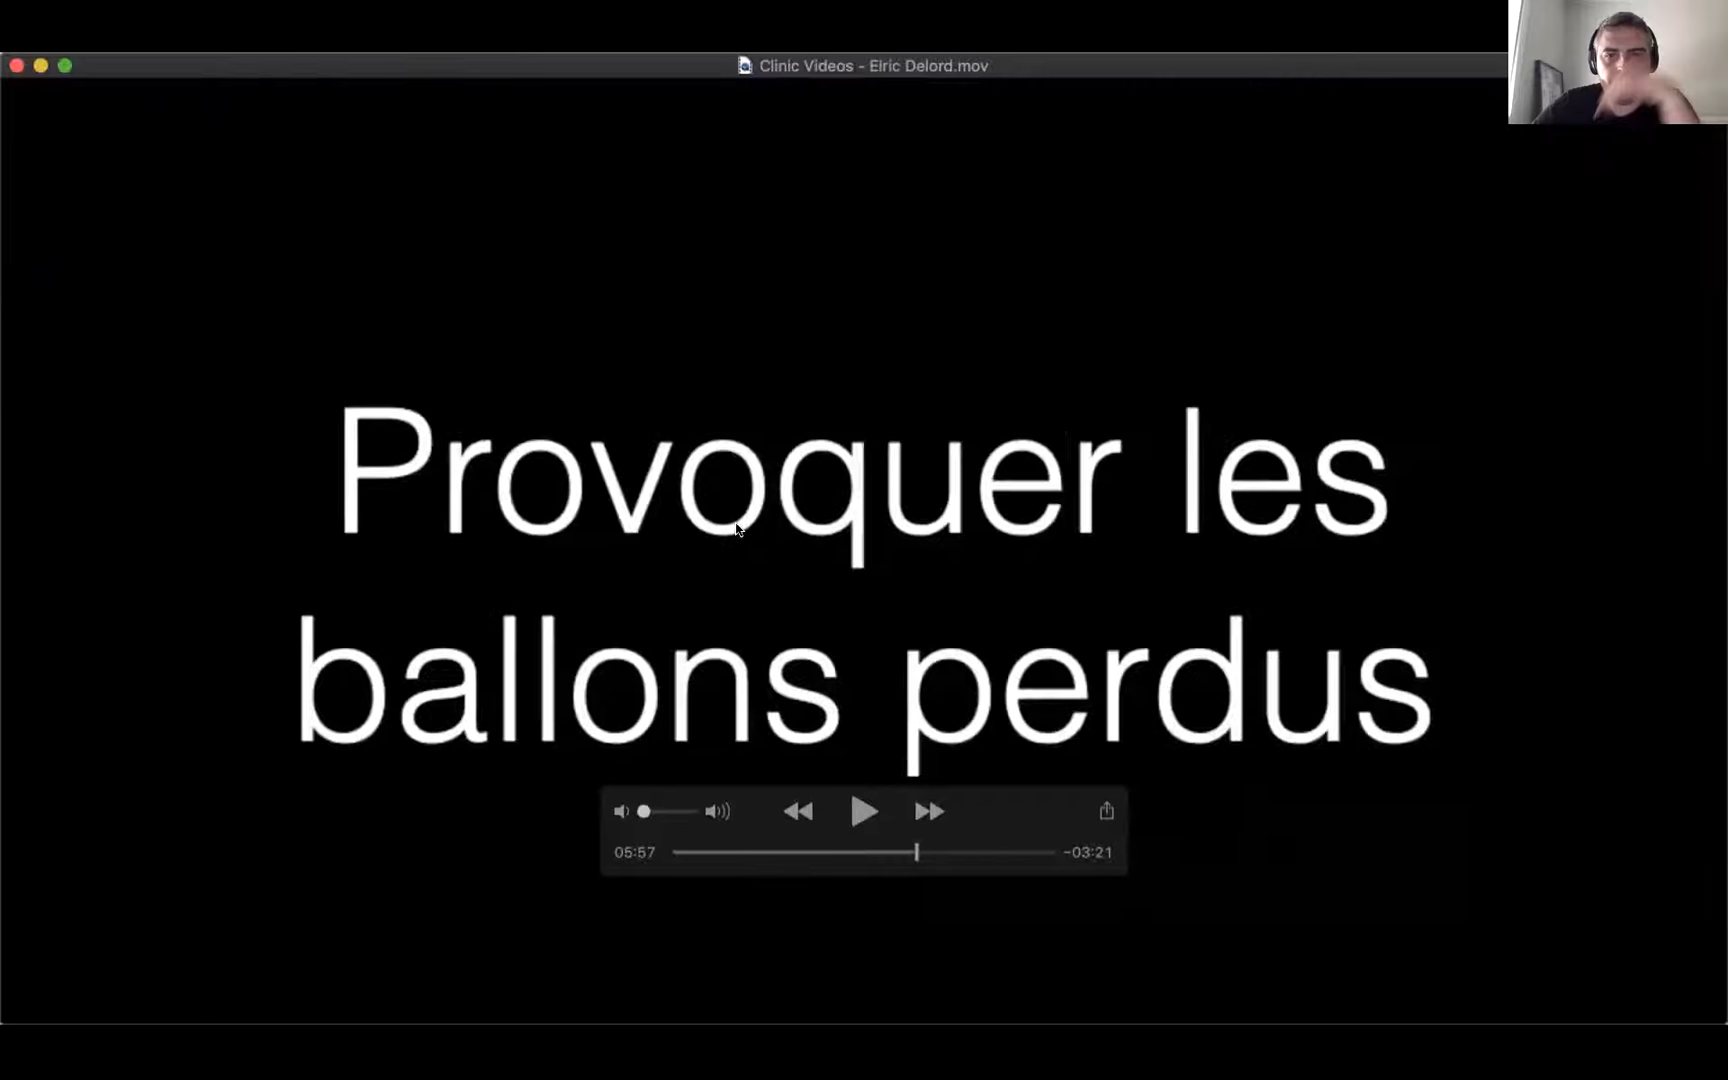 Clinic Videos - Elric Delord.mov
Provoquer les
ballons perdus
05:57
-03:21